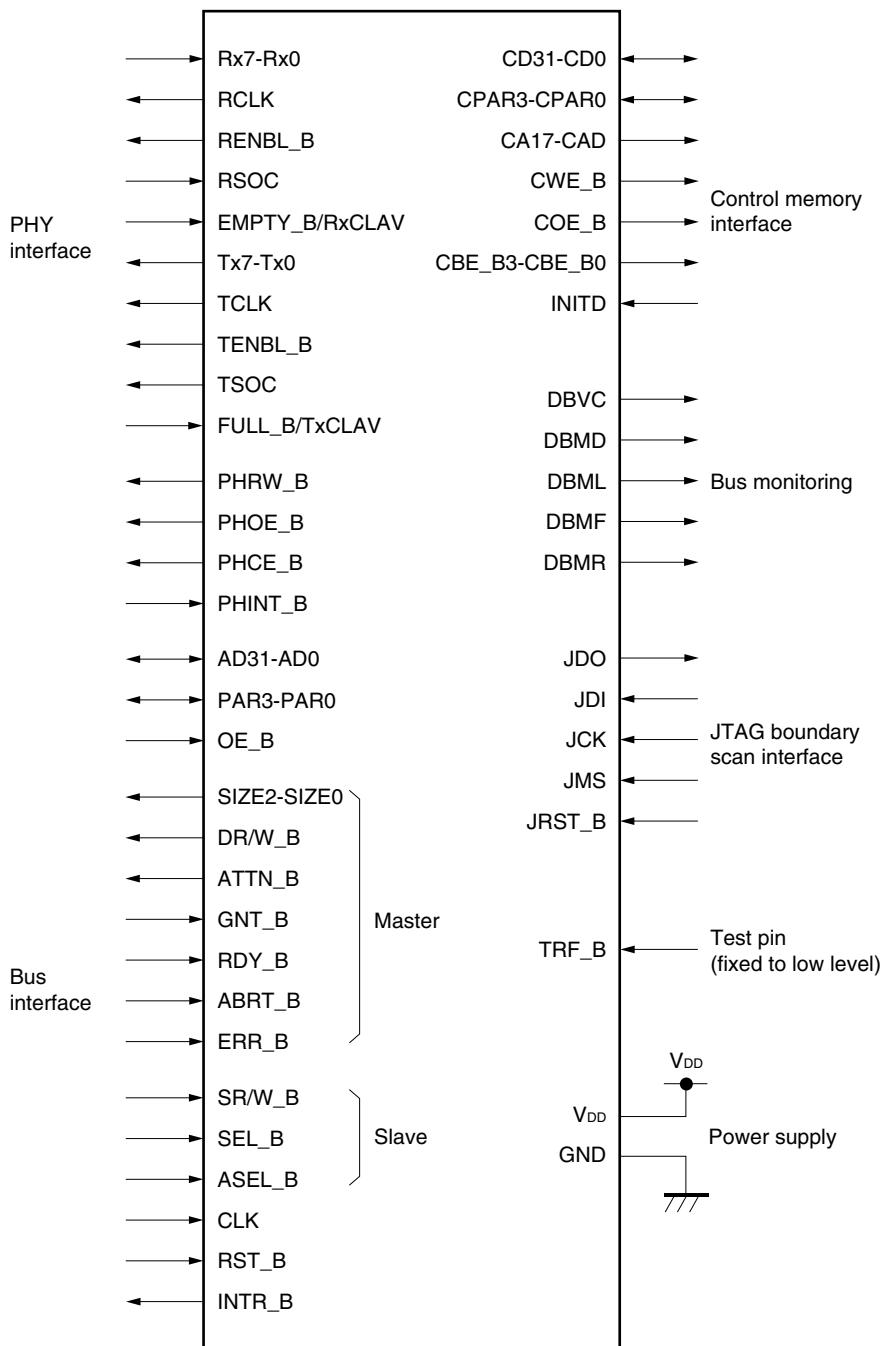 PHY
interface
Rx7-Rx0
RCLK
RENBL_B
RSOC
EMPTY_B/RxCLAV
Tx7-Tx0
TCLK
TENBL_B
TSOC
FULL_B/TxCLAV
PHRW_B
PHOE_B
PHCE_B
PHINT_B
Bus
interface
AD31-AD0
PAR3-PAR0
OE_B
SIZE2-SIZE0
DR/W_B
ATTN_B
GNT_B
RDY_B
ABRT_B
ERR_B
Master
SR/W_B
SEL_B
ASEL_B
Slave
CLK
RST_B
INTR_B
CD31-CD0
CPAR3-CPAR0
CA17-CAD
CWE_B
COE_B
CBE_B3-CBE_B0
INITD
Control memory
interface
DBVC
DBMD
DBML
DBMF
DBMR
Bus monitoring
JDO
JDI
JCK
JMS
JRST_B
JTAG boundary
scan interface
TRF_B
Test pin
(fixed to low level)
VDD
VDD
GND
Power supply